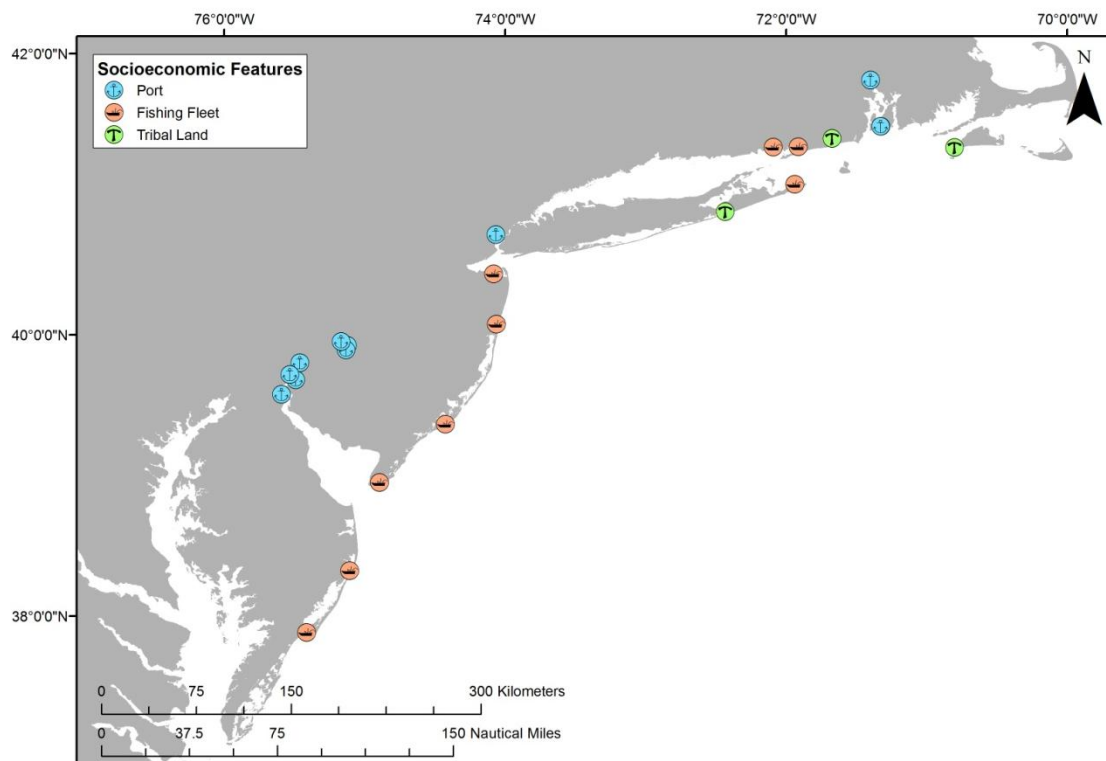 76°0'0"W 74°0'0"W 72°0'0"W 70°0'0"W
42°0'0"N
Socioeconomic Features
Port
Fishing Fleet
Tribal Land
N
40°0'0"N
38°0'0"N
0 75 150 300 Kilometers
0 37.5 75 150 Nautical Miles